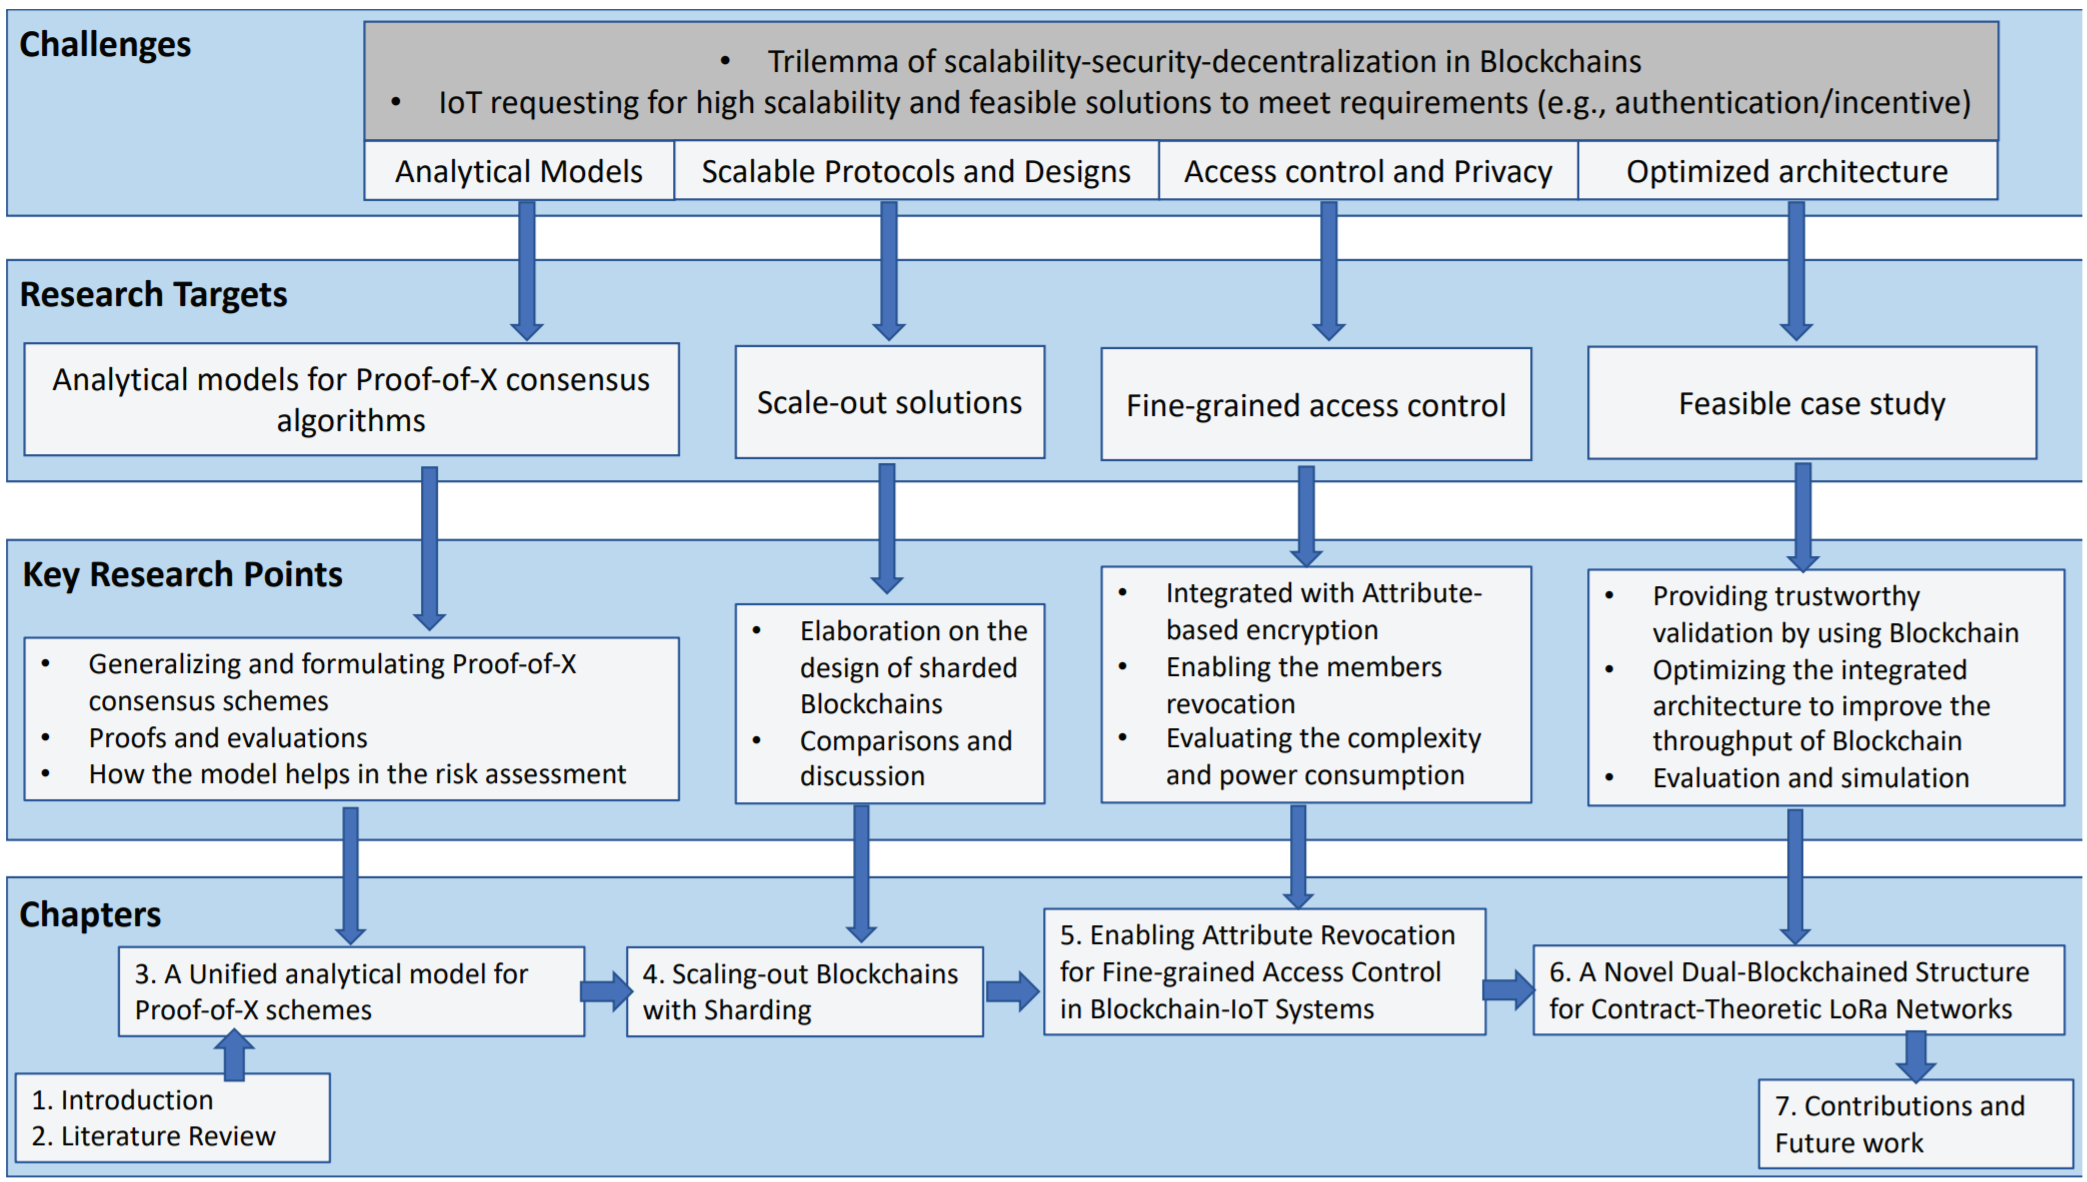 Challenges
• Trilemma of scalability-security-decentralization in Blockchains
• IoT requesting for high scalability and feasible solutions to meet requirements (e.g., authentication/incentive)
Analytical Models
Scalable Protocols and Designs
Access control and Privacy
Optimized architecture
Research Targets
Analytical models for Proof-of-X consensus
algorithms
Scale-out solutions
Fine-grained access control
Feasible case study
Key Research Points
• Generalizing and formulating Proof-of-X
consensus schemes
• Proofs and evaluations
• How the model helps in the risk assessment
• Elaboration on the
design of sharded
Blockchains
• Comparisons and
discussion
• Integrated with Attribute-
based encryption
• Enabling the members
revocation
• Evaluating the complexity
and power consumption
• Providing trustworthy
validation by using Blockchain
• Optimizing the integrated
architecture to improve the
throughput of Blockchain
• Evaluation and simulation
Chapters
3. A Unified analytical model for
Proof-of-X schemes
4. Scaling-out Blockchains
with Sharding
5. Enabling Attribute Revocation
for Fine-grained Access Control
in Blockchain-IoT Systems
6. A Novel Dual-Blockchained Structure
for Contract-Theoretic LoRa Networks
1. Introduction
2. Literature Review
7. Contributions and
Future work